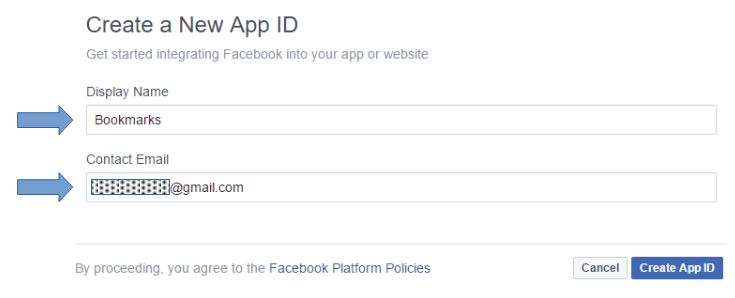 Create a New App ID
Get started integrating Facebook into your app or website
Display Name
Bookmarks
Contact Email
@gmail.com
By proceeding, you agree to the Facebook Platform Policies
Cancel
Create App ID